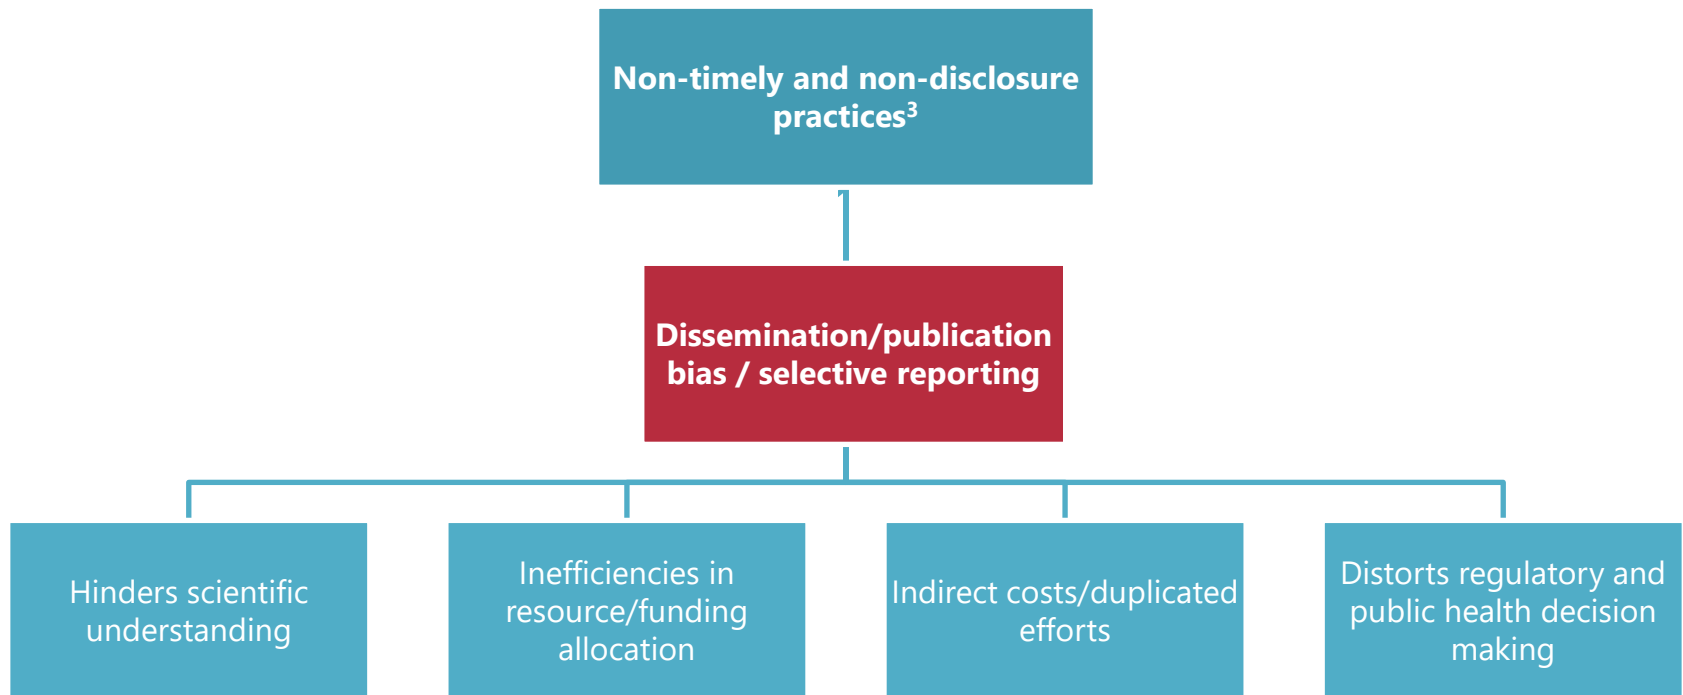 Non-timely and non-disclosure
practices³
Dissemination/publication
bias / selective reporting
Hinders scientific
understanding
Inefficiencies in
resource/funding
allocation
Indirect costs/duplicated
efforts
Distorts regulatory and
public health decision
making